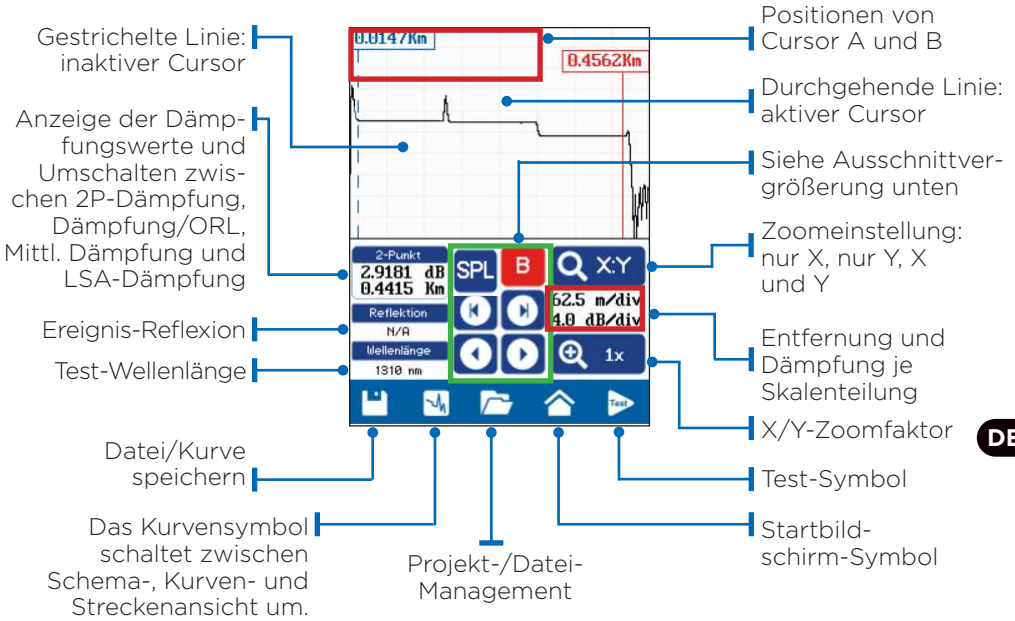 Gestrichelte Linie:
inaktiver Cursor
Anzeige der Dämp-
fungswerte und
Umschalten zwis-
chen 2P-Dämpfung,
Dämpfung/ORL,
Mittl. Dämpfung und
LSA-Dämpfung
Ereignis-Reflexion
Test-Wellenlänge
Datei/Kurve
speichern
Das Kurvensymbol
schaltet zwischen
Schema-, Kurven- und
Streckenansicht um.
0.0147Km
0.4562Km
2-Punkt
2.9181 dB
0.4415 Km
Reflektion
N/A
Wellenlänge
1310 nm
SPL
B
X:Y
62.5 m/div
4.0 dB/div
1x
Test
Projekt-/Datei-
Management
Positionen von
Cursor A und B
Durchgehende Linie:
aktiver Cursor
Siehe Ausschnittver-
größerung unten
Zoomeinstellung:
nur X, nur Y, X
und Y
Entfernung und
Dämpfung je
Skalenteilung
X/Y-Zoomfaktor
Test-Symbol
Startbild-
schirm-Symbol
DE